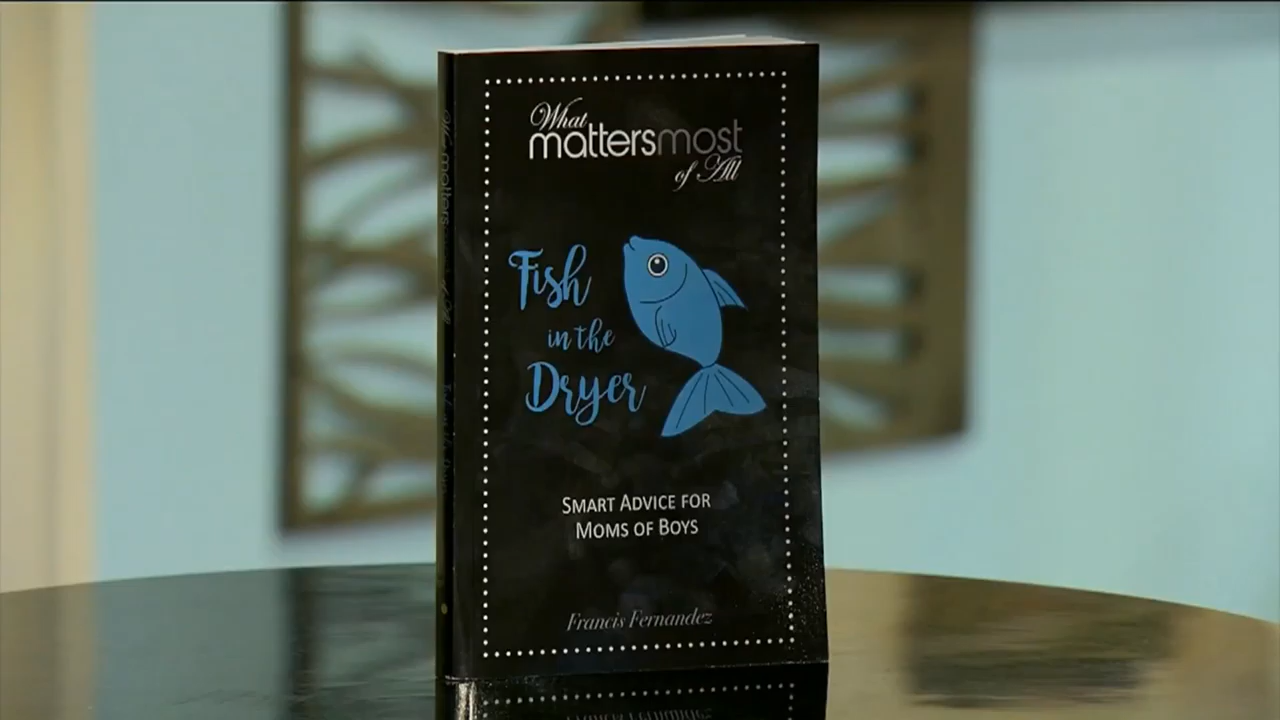 What
mattersmost
of All
Fish
in the
Dryer
SMART ADVICE FOR
MOMS OF BOYS
Francis Fernandez